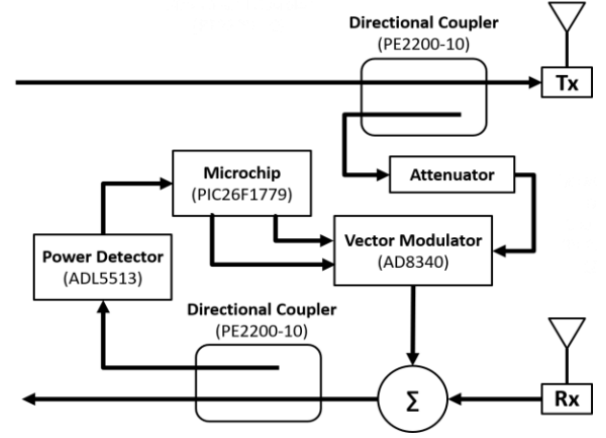 Directional Coupler
(PE2200-10)
Tx
Microchip
(PIC26F1779)
Attenuator
Vector Modulator
(AD8340)
Power Detector
(ADL5513)
Directional Coupler
(PE2200-10)
Σ
Rx